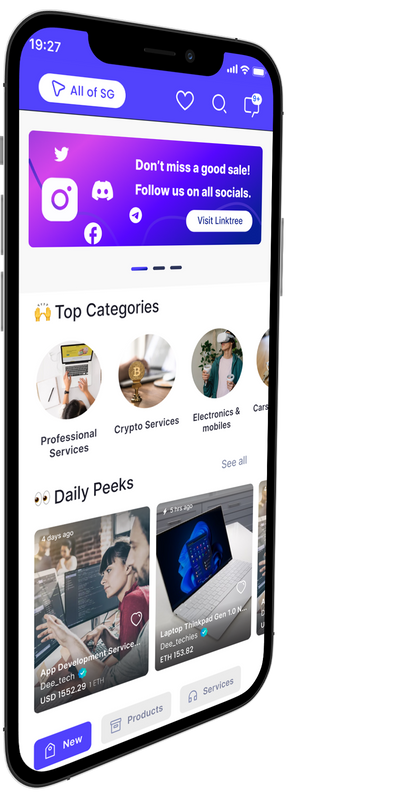 19:27
All of SG
9+
Don't miss a good sale!
Follow us on all socials.
Visit Linktree
🙌 Top Categories
Professional
Services
Crypto Services
Electronics &
mobiles
Cars
See all
👀 Daily Peeks
4 days ago
App Development Service...
Dee_tech
USD 1552.29 1 ETH
5 hrs ago
Laptop Thinkpad Gen 1.0 N...
Dee_techies
ETH 153.82
New
Products
Services